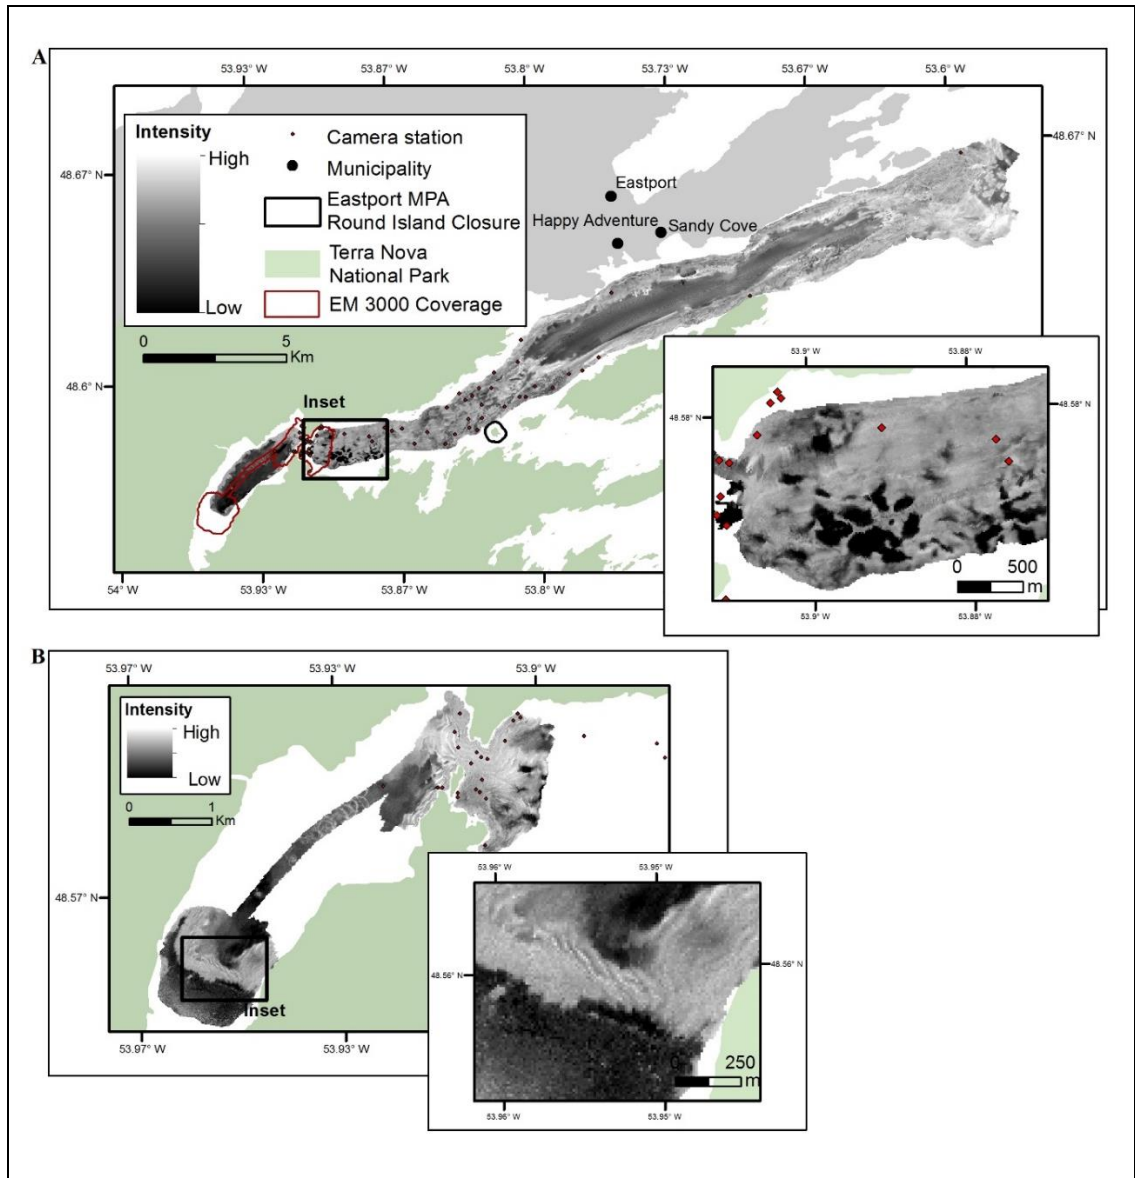 A
53.93° W 53.87° W 53.8° W 53.73° W 53.67° W 53.6° W
Intensity
High
Low
Camera station
Municipality
Eastport MPA
Round Island Closure
Terra Nova
National Park
EM 3000 Coverage
0 5
Km
48.67° N
48.67° N
Eastport
Happy Adventure
Sandy Cove
48.6° N
Inset
54° W 53.93° W 53.87° W 53.8° W
53.9° W 53.88° W
48.58° N
48.58° N
0 500
m
53.9° W 53.88° W
B
53.97° W 53.93° W 53.9° W
Intensity
High
Low
0 1
Km
48.57° N
Inset
53.97° W 53.93° W
53.96° W 53.95° W
48.56° N
48.56° N
0 250
m
53.96° W 53.95° W